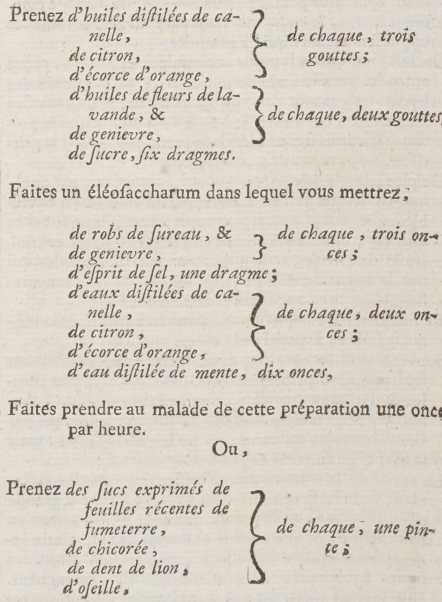 Prenez d'huiles diſtilées de ca-
nelle, de chaque, trois
de citron, gouttes;
d'écorce d'orange,
d'huiles de fleurs de la-
vande, & de chaque, deux gouttes
de genievre,
de ſucre, ſix dragmes.
Faites un éléoſaccharum dans lequel vous mettrez,
de robs de ſureau, & de chaque, trois on-
de genievre, ces;
d'eſprit de ſel, une dragme;
d'eaux diſtilées de ca-
nelle, de chaque, deux on-
de citron, ces;
d'écorce d'orange,
d'eau diſtilée de mente, dix onces,
Faites prendre au malade de cette préparation une once
par heure.
Ou,
Prenez des ſucs exprimés de
feuilles récentes de
fumeterre, de chaque, une pin-
de chicorée, te;
de dent de lion,
d'oſeille,